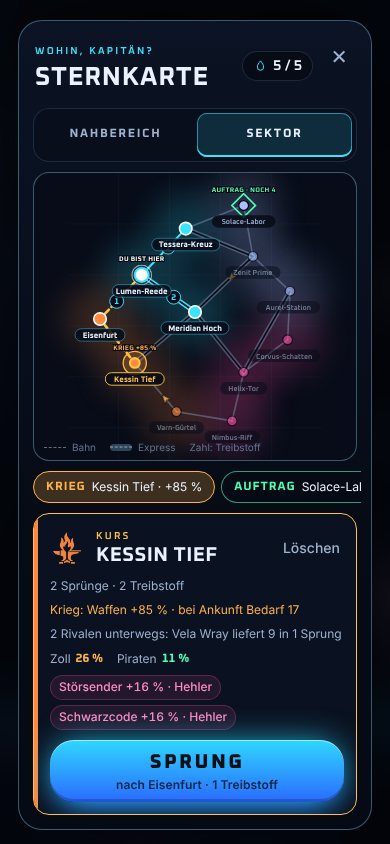 WOHIN, KAPITÄN?
STERNKARTE
5 / 5
NAHBEREICH
SEKTOR
AUFTRAG · NOCH 4
Solace-Labor
Tessera-Kreuz
DU BIST HIER
Zenit Prime
Lumen-Reede
1
2
Aurel-Station
Meridian Hoch
Eisenfurt
KRIEG +85 %
Corvus-Schatten
Kessin Tief
Helix-Tor
Varn-Gürtel
Nimbus-Riff
Bahn Express Zahl: Treibstoff
KRIEG Kessin Tief · +85 %
AUFTRAG Solace-Lal
KURS
KESSIN TIEF
Löschen
2 Sprünge · 2 Treibstoff
Krieg: Waffen +85 % · bei Ankunft Bedarf 17
2 Rivalen unterwegs: Vela Wray liefert 9 in 1 Sprung
Zoll 26 % Piraten 11 %
Störsender +16 % · Hehler
Schwarzcode +16 % · Hehler
SPRUNG
nach Eisenfurt · 1 Treibstoff